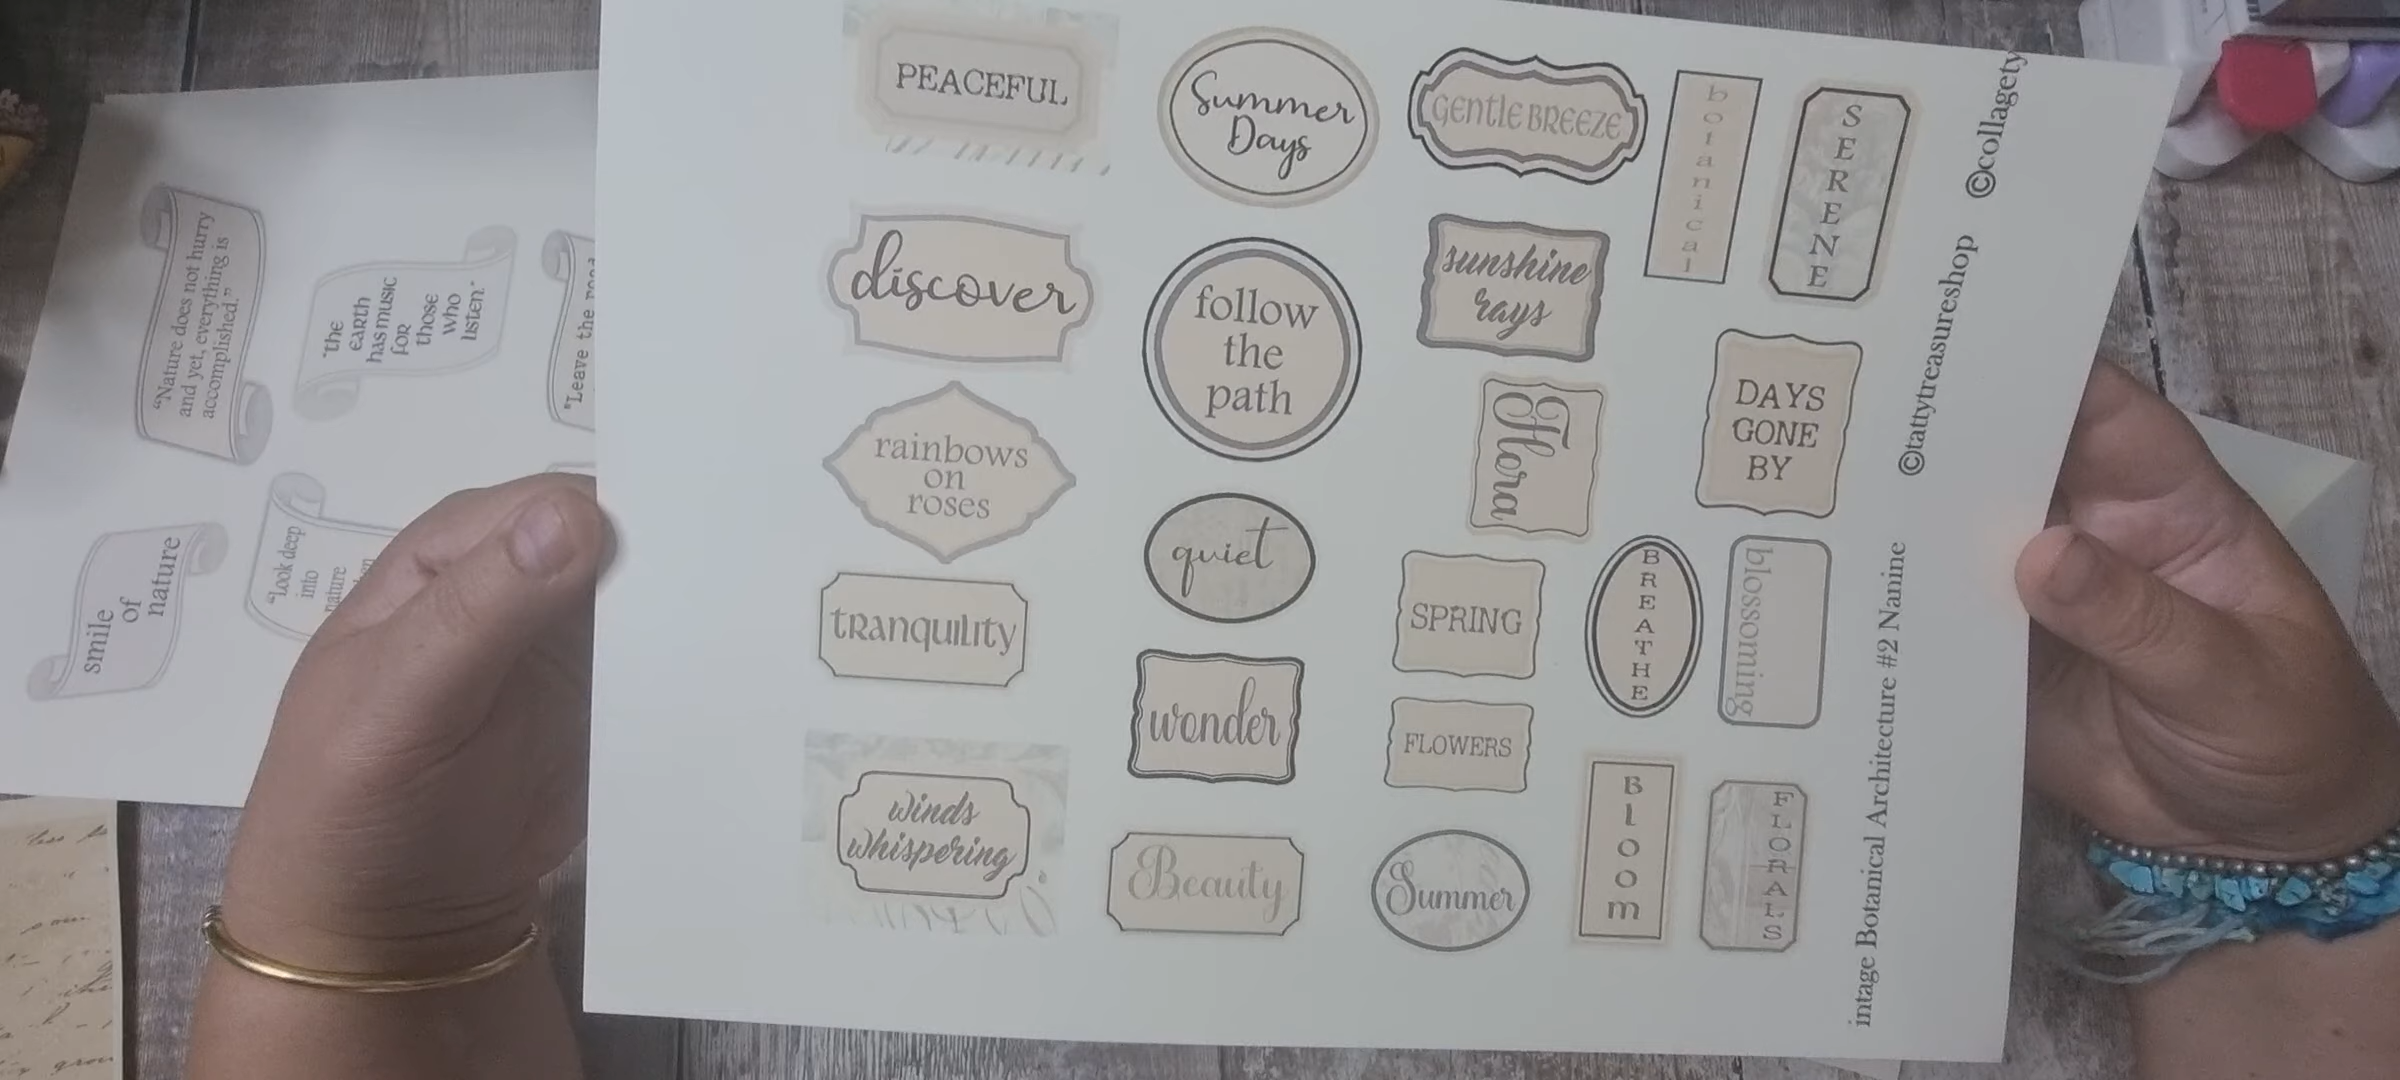 PEACEFUL
Summer
Days
GENtlE BREEZE
botanical
SERENE
discover
follow
the
path
sunshine
rays
Flora
DAYS
GONE
BY
rainbows
on
roses
quiet
SPRING
BREATHE
blossoming
tranquility
wonder
FLOWERS
winds
whispering
Beauty
Summer
Bloom
FLORALS
intage Botanical Architecture #2 Nanine ©tattytreasureshop ©collagety
“Nature does not hurry
and yet, everything is
accomplished.”
"the
EARTH
has music
FOR
those
who
listen."
"Leave the road
smile
of
nature
“Look deep
into
nature